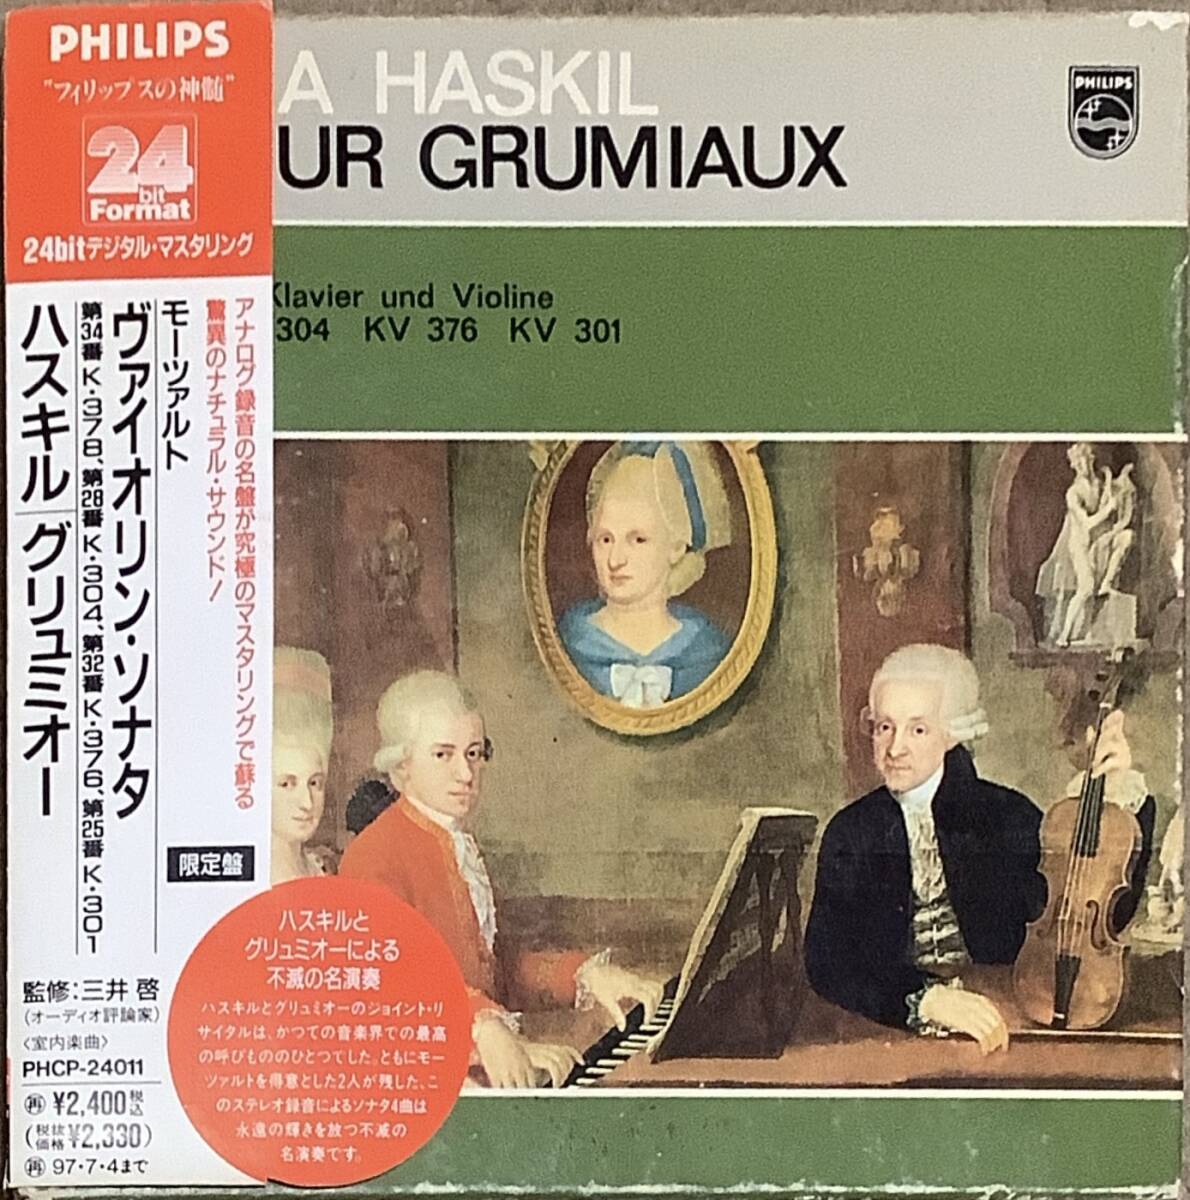 PHILIPS
"フィリップスの神髄"
24
bit
Format
24bitデジタル・マスタリング
アナログ録音の名盤が究極のマスタリングで蘇る
驚異のナチュラル・サウンド!
モーツァルト
ヴァイオリン・ソナタ
第34番 K.378、第28番 K.304、第32番 K.376、第25番 K.301
ハスキル/グリュミオー
限定盤
監修:三井 啓
(オーディオ評論家)
〈室内楽曲〉
PHCP-24011
再 ¥2,400税込
(税抜価格¥2,330)
再 97・7・4まで
ハスキルと
グリュミオーによる
不滅の名演奏
ハスキルとグリュミオーのジョイント・リ
サイタルは、かつての音楽界での最高
の呼びもののひとつでした。ともにモー
ツァルトを得意とした2人が残した、こ
のステレオ録音によるソナタ4曲は
永遠の輝きを放つ不滅の
名演奏です。
A HASKIL
UR GRUMIAUX
PHILIPS
Klavier und Violine
304 KV 376 KV 301